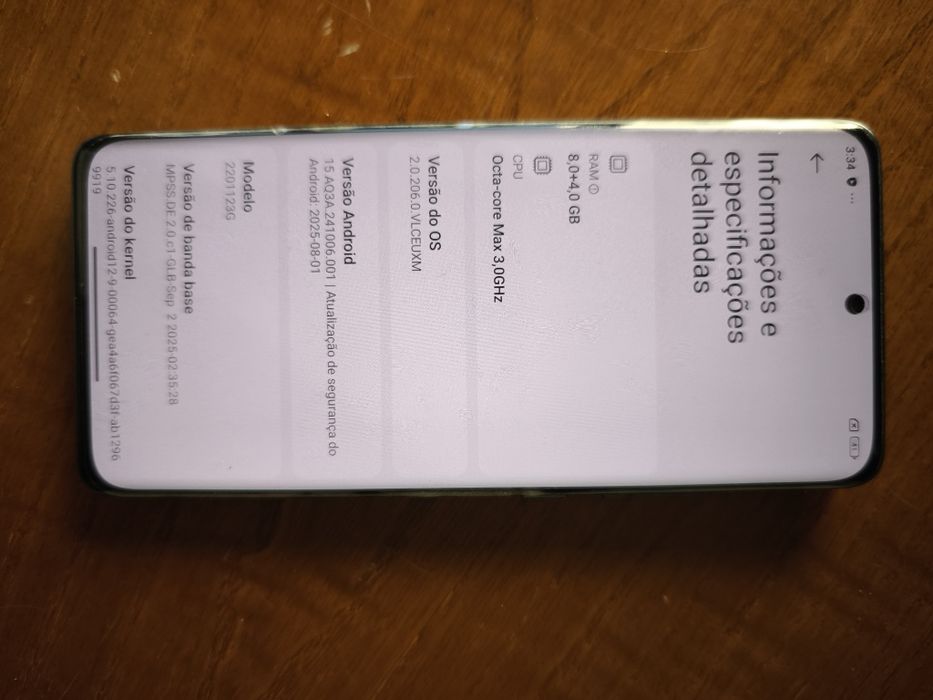 3:34 ...
Informações e
especificações
detalhadas
RAM
8,0+4,0 GB
CPU
Octa-core Max 3,0GHz
Versão do OS
2.0.206.0.VLCEUXM
Versão Android
15 AQ3A.241006.001 | Atualização de segurança do
Android: 2025-08-01
Modelo
2201123G
Versão de banda base
MPSS.DE.2.0.c1-GLB-Sep 2 2025-02:35:28
Versão do kernel
5.10.226-android12-9-00064-gea4a6f067d3f-ab1296
9919